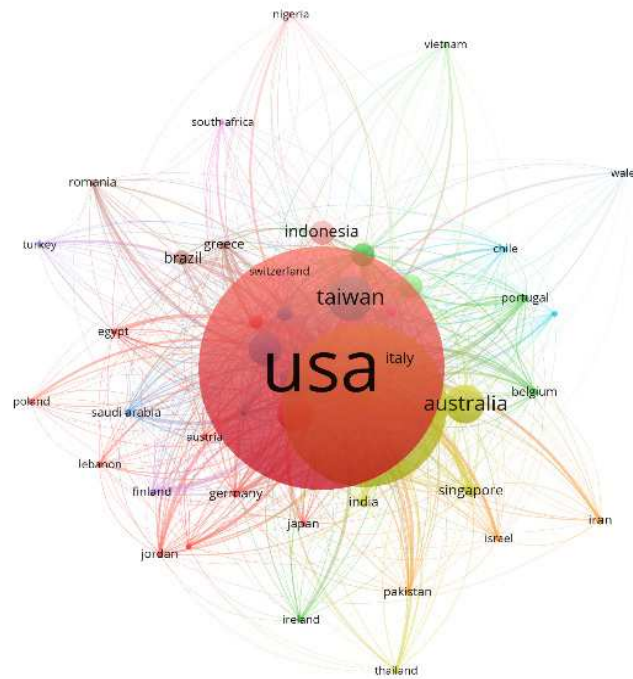 nigeria
vietnam
south africa
wale
romania
indonesia
turkey
greece
chile
brazil
switzerland
taiwan
portugal
egypt
usa
italy
belgium
poland
australia
saudi arabia
austria
lebanon
finland
germany
singapore
india
iran
japan
israel
jordan
pakistan
ireland
thailand